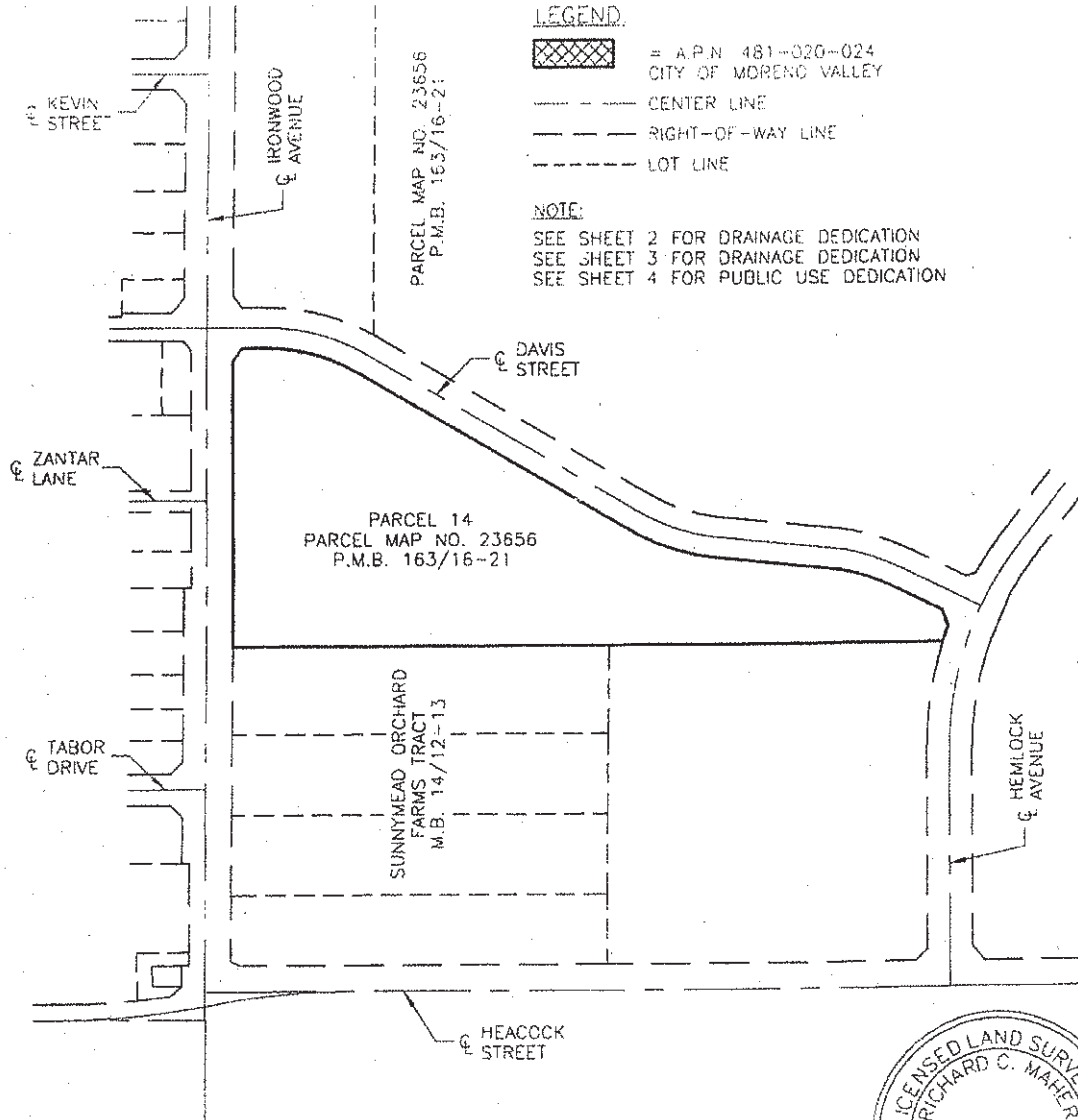 LEGEND
= A.P.N 481-020-024
CITY OF MORENO VALLEY
CENTER LINE
RIGHT-OF-WAY LINE
LOT LINE
NOTE:
SEE SHEET 2 FOR DRAINAGE DEDICATION
SEE SHEET 3 FOR DRAINAGE DEDICATION
SEE SHEET 4 FOR PUBLIC USE DEDICATION
℄ KEVIN
STREET
℄ IRONWOOD
AVENUE
PARCEL MAP NO. 23656
P.M.B. 163/16-21
℄ DAVIS
STREET
℄ ZANTAR
LANE
PARCEL 14
PARCEL MAP NO. 23656
P.M.B. 163/16-21
℄ TABOR
DRIVE
SUNNYMEAD ORCHARD
FARMS TRACT
M.B. 14/12-13
℄ HEMLOCK
AVENUE
℄ HEACOCK
STREET
LICENSED LAND SURVE
RICHARD C. MAHER